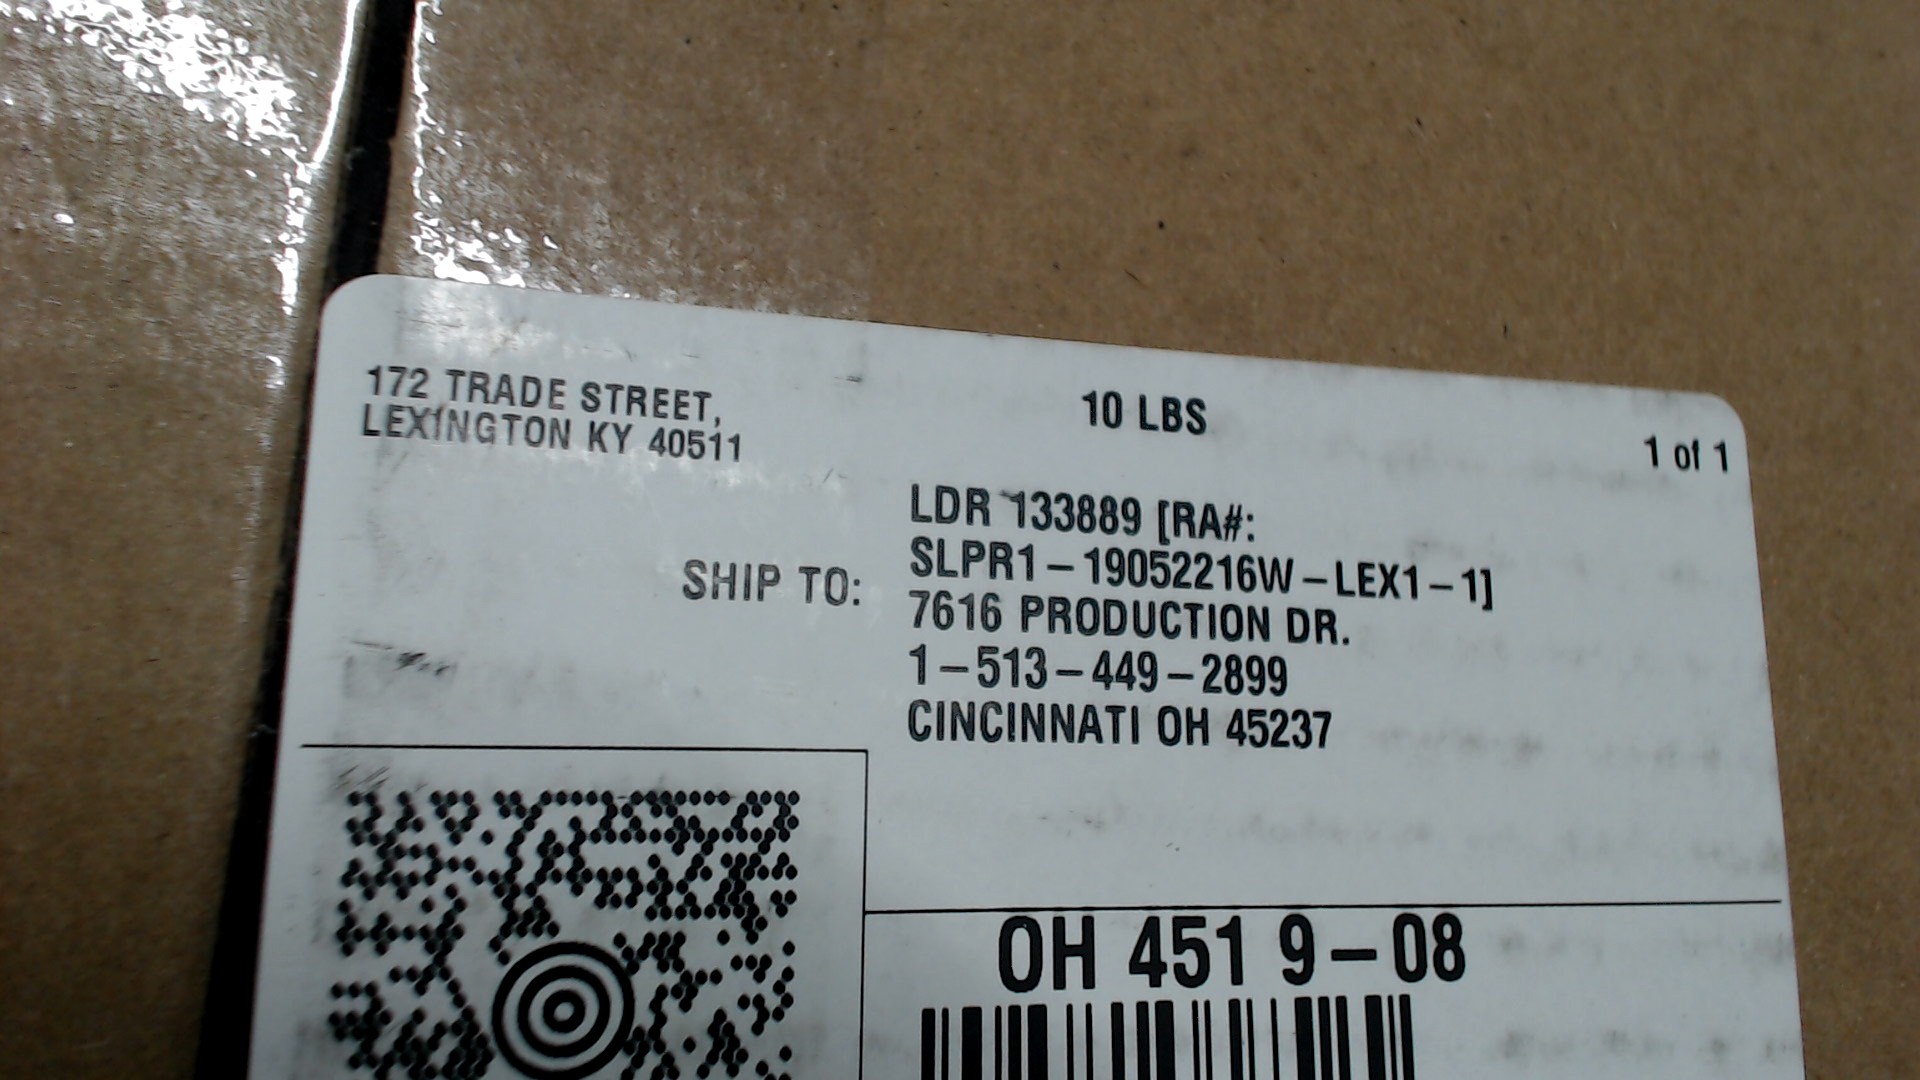 172 TRADE STREET,
LEXINGTON KY 40511
10 LBS
1 of 1
SHIP TO:
LDR 133889 [RA#:
SLPR1-19052216W-LEX1-1]
7616 PRODUCTION DR.
1-513-449-2899
CINCINNATI OH 45237
OH 451 9-08